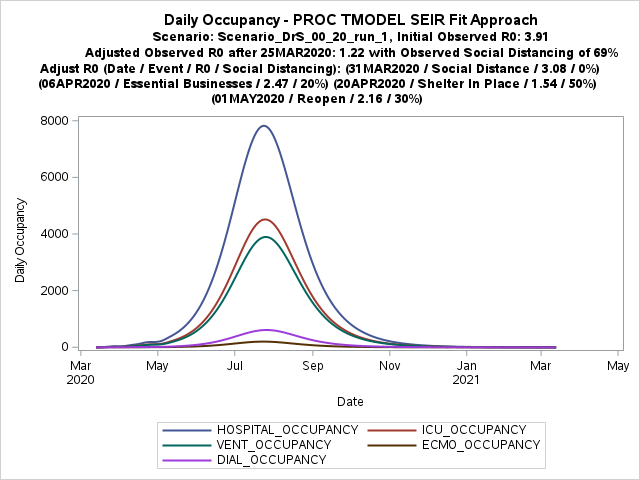 Daily Occupancy - PROC TMODEL SEIR Fit Approach
Scenario: Scenario_DrS_00_20_run_1, Initial Observed R0: 3.91
Adjusted Observed R0 after 25MAR2020: 1.22 with Observed Social Distancing of 69%
Adjust R0 (Date / Event / R0 / Social Distancing): (31MAR2020 / Social Distance / 3.08 / 0%)
(06APR2020 / Essential Businesses / 2.47 / 20%) (20APR2020 / Shelter In Place / 1.54 / 50%)
(01MAY2020 / Reopen / 2.16 / 30%)
8000
6000
4000
2000
0
Daily Occupancy
Mar May Jul Sep Nov Jan Mar May
2020 2021
Date
HOSPITAL_OCCUPANCY ICU_OCCUPANCY
VENT_OCCUPANCY ECMO_OCCUPANCY
DIAL_OCCUPANCY